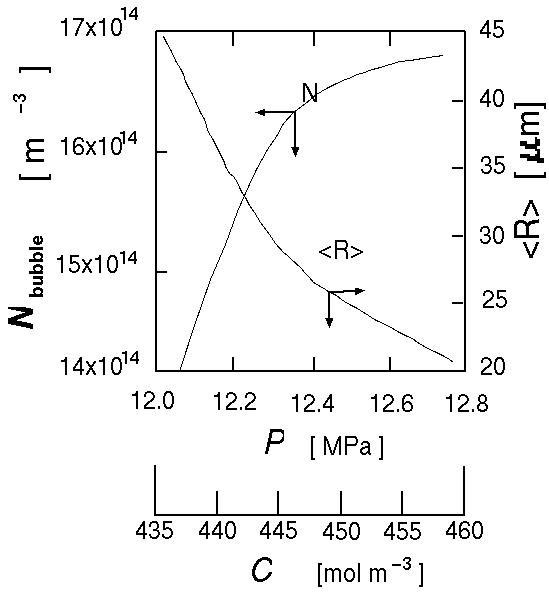 17x10^14
16x10^14
15x10^14
14x10^14
N bubble [ m ^-3 ]
45
40
35
30
25
20
<R> [ μm]
N
<R>
12.0 12.2 12.4 12.6 12.8
P [ MPa ]
435 440 445 450 455 460
C [mol m^-3 ]